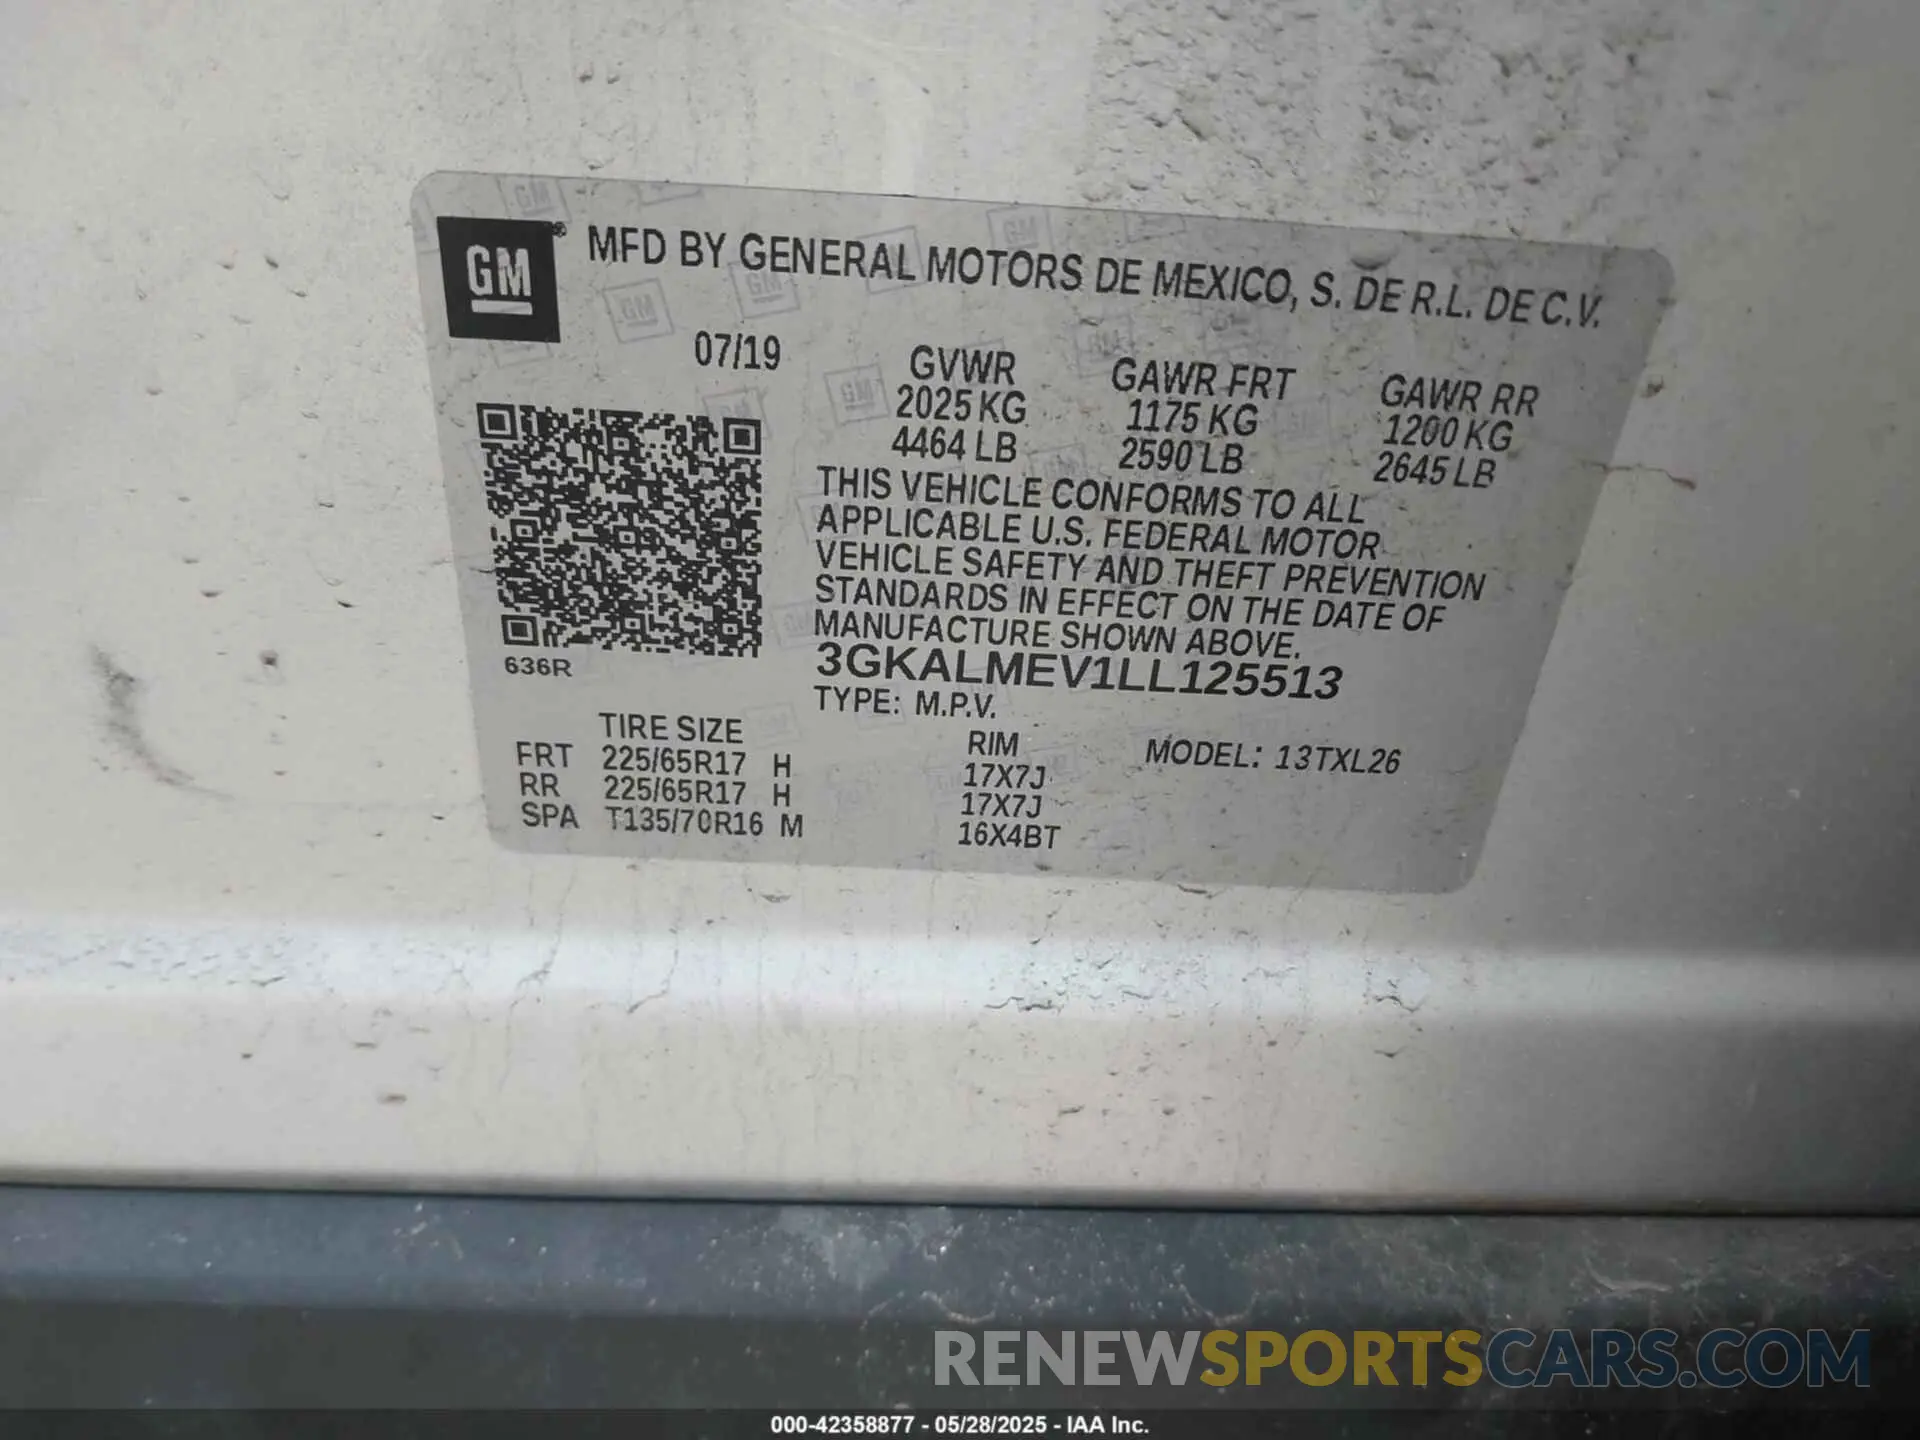 GM ® MFD BY GENERAL MOTORS DE MEXICO, S. DE R.L. DE C.V.
07/19 GVWR GAWR FRT GAWR RR
2025 KG 1175 KG 1200 KG
4464 LB 2590 LB 2645 LB
THIS VEHICLE CONFORMS TO ALL
APPLICABLE U.S. FEDERAL MOTOR
VEHICLE SAFETY AND THEFT PREVENTION
STANDARDS IN EFFECT ON THE DATE OF
MANUFACTURE SHOWN ABOVE.
636R 3GKALMEV1LL125513
TYPE: M.P.V.
TIRE SIZE RIM MODEL: 13TXL26
FRT 225/65R17 H 17X7J
RR 225/65R17 H 17X7J
SPA T135/70R16 M 16X4BT
RENEWSPORTSCARS.COM
000-42358877 - 05/28/2025 - IAA Inc.